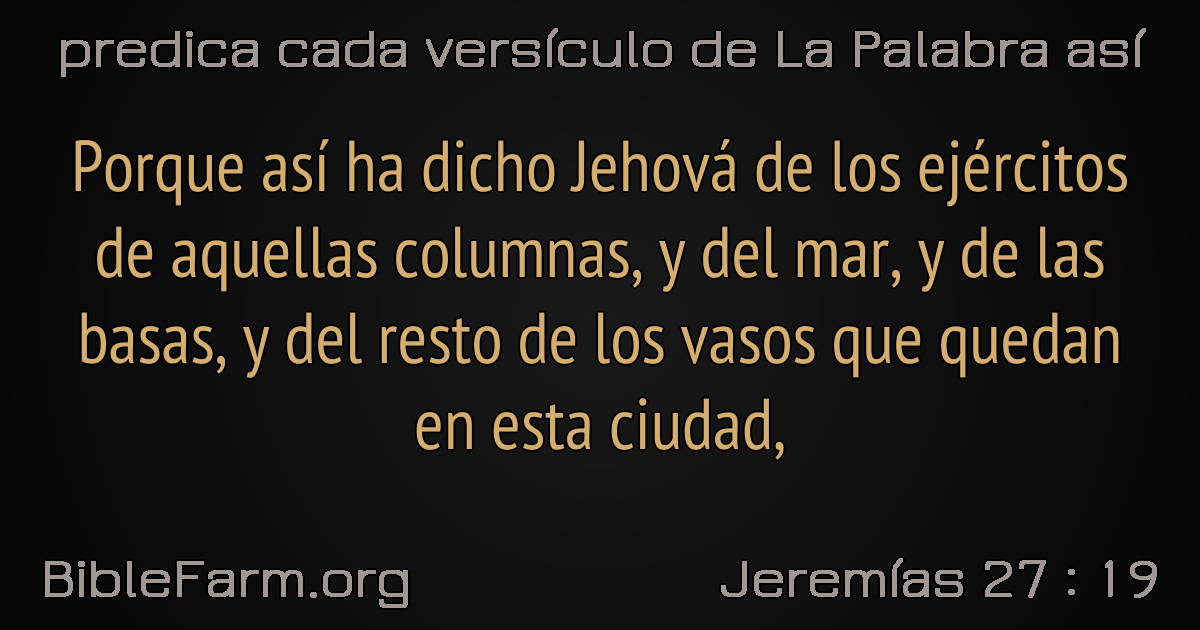 predica cada versículo de La Palabra así
Porque así ha dicho Jehová de los ejércitos
de aquellas columnas, y del mar, y de las
basas, y del resto de los vasos que quedan
en esta ciudad,
BibleFarm.org
Jeremías 27 : 19